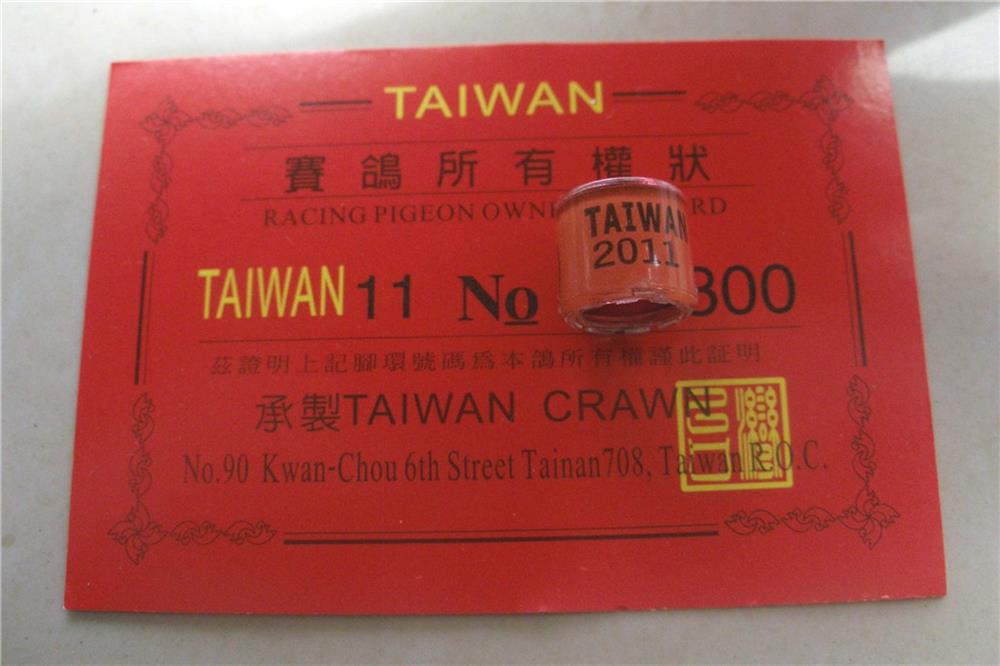 TAIWAN
賽鴿所有權狀
RACING PIGEON
TAIWAN 11 No 300
TAIWAN
2011
茲證明上記腳環號碼為本鴿所有權謹此証明
承製TAIWAN CRAWN
No.90 Kwan-Chou 6th Street Tainan708, Taiwan R.O.C.
台灣